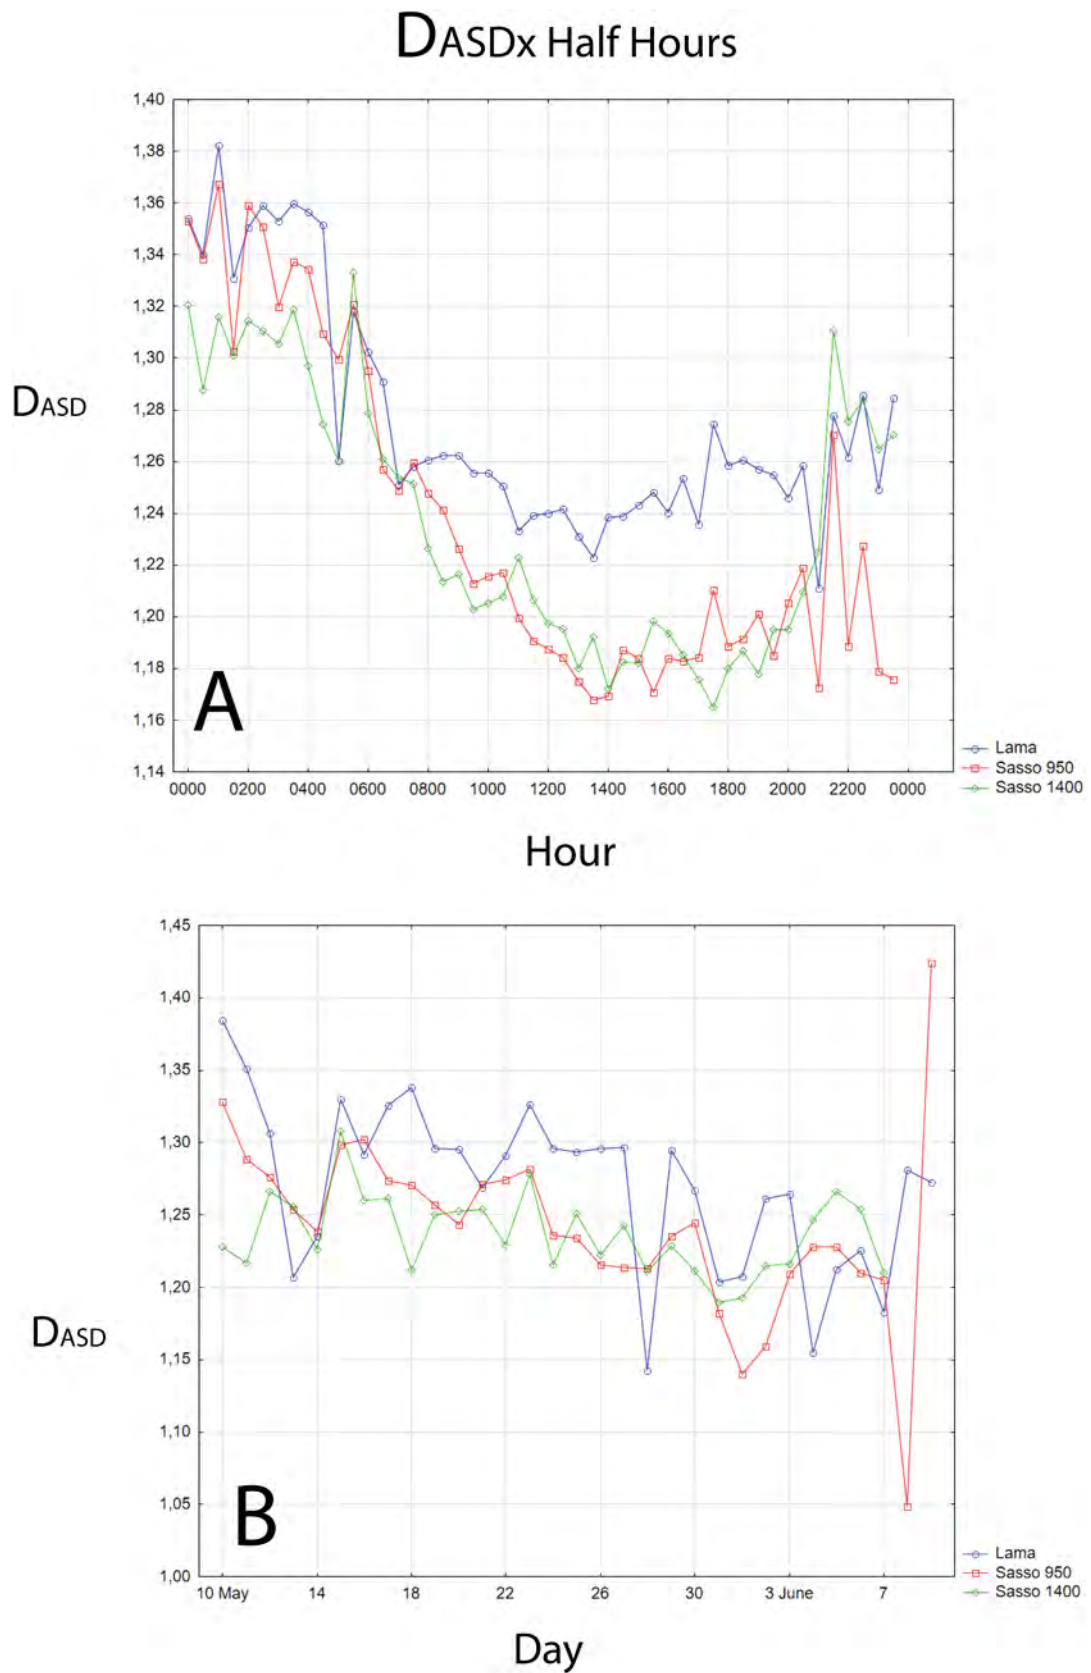 DASDx Half Hours
1,40
1,38
1,36
1,34
1,32
1,30
1,28
1,26
1,24
1,22
1,20
1,18
1,16
1,14
DASD
A
0000 0200 0400 0600 0800 1000 1200 1400 1600 1800 2000 2200 0000
Lama
Sasso 950
Sasso 1400
Hour
1,45
1,40
1,35
1,30
1,25
1,20
1,15
1,10
1,05
1,00
DASD
B
10 May 14 18 22 26 30 3 June 7
Lama
Sasso 950
Sasso 1400
Day